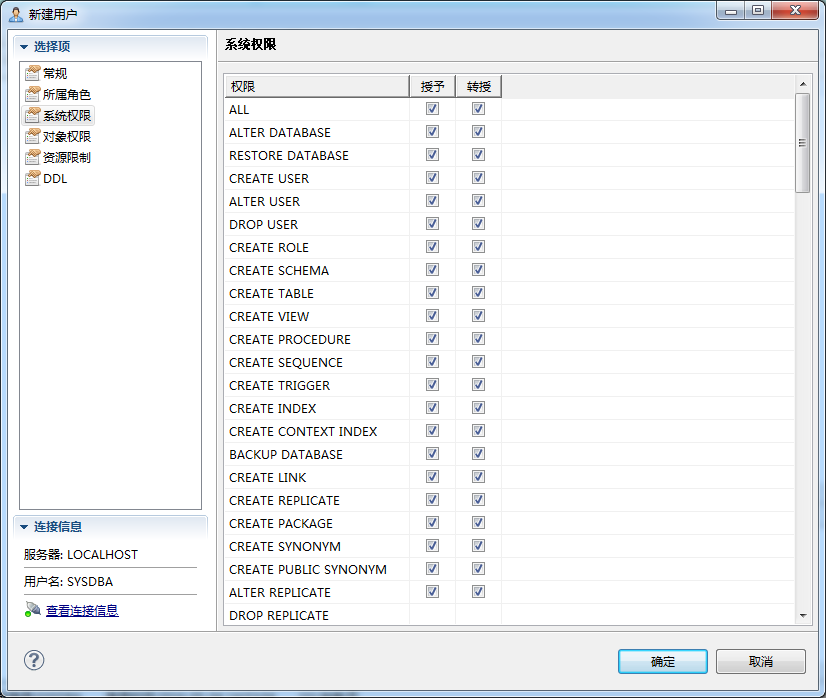 新建用户
选择项
常规
所属角色
系统权限
对象权限
资源限制
DDL
连接信息
服务器: LOCALHOST
用户名: SYSDBA
查看连接信息
系统权限
权限 授予 转授
ALL
ALTER DATABASE
RESTORE DATABASE
CREATE USER
ALTER USER
DROP USER
CREATE ROLE
CREATE SCHEMA
CREATE TABLE
CREATE VIEW
CREATE PROCEDURE
CREATE SEQUENCE
CREATE TRIGGER
CREATE INDEX
CREATE CONTEXT INDEX
BACKUP DATABASE
CREATE LINK
CREATE REPLICATE
CREATE PACKAGE
CREATE SYNONYM
CREATE PUBLIC SYNONYM
ALTER REPLICATE
DROP REPLICATE
确定 取消